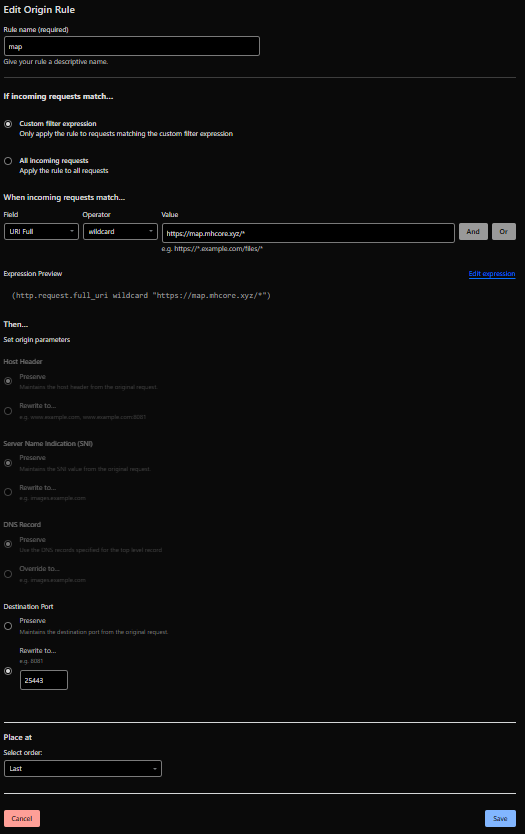 Edit Origin Rule
Rule name (required)
map
Give your rule a descriptive name.
If incoming requests match...
Custom filter expression
Only apply the rule to requests matching the custom filter expression
All incoming requests
Apply the rule to all requests
When incoming requests match...
Field Operator Value
URI Full wildcard https://map.mhcore.xyz/* And Or
e.g. https://*.example.com/files/*
Expression Preview Edit expression
(http.request.full_uri wildcard "https://map.mhcore.xyz/*")
Then...
Set origin parameters
Host Header
Preserve
Maintains the host header from the original request.
Rewrite to...
e.g. www.example.com, www.example.com:8081
Server Name Indication (SNI)
Preserve
Maintains the SNI value from the original request.
Rewrite to...
e.g. images.example.com
DNS Record
Preserve
Use the DNS records specified for the top level record
Override to...
e.g. images.example.com
Destination Port
Preserve
Maintains the destination port from the original request.
Rewrite to...
e.g. 8081
25443
Place at
Select order:
Last
Cancel Save